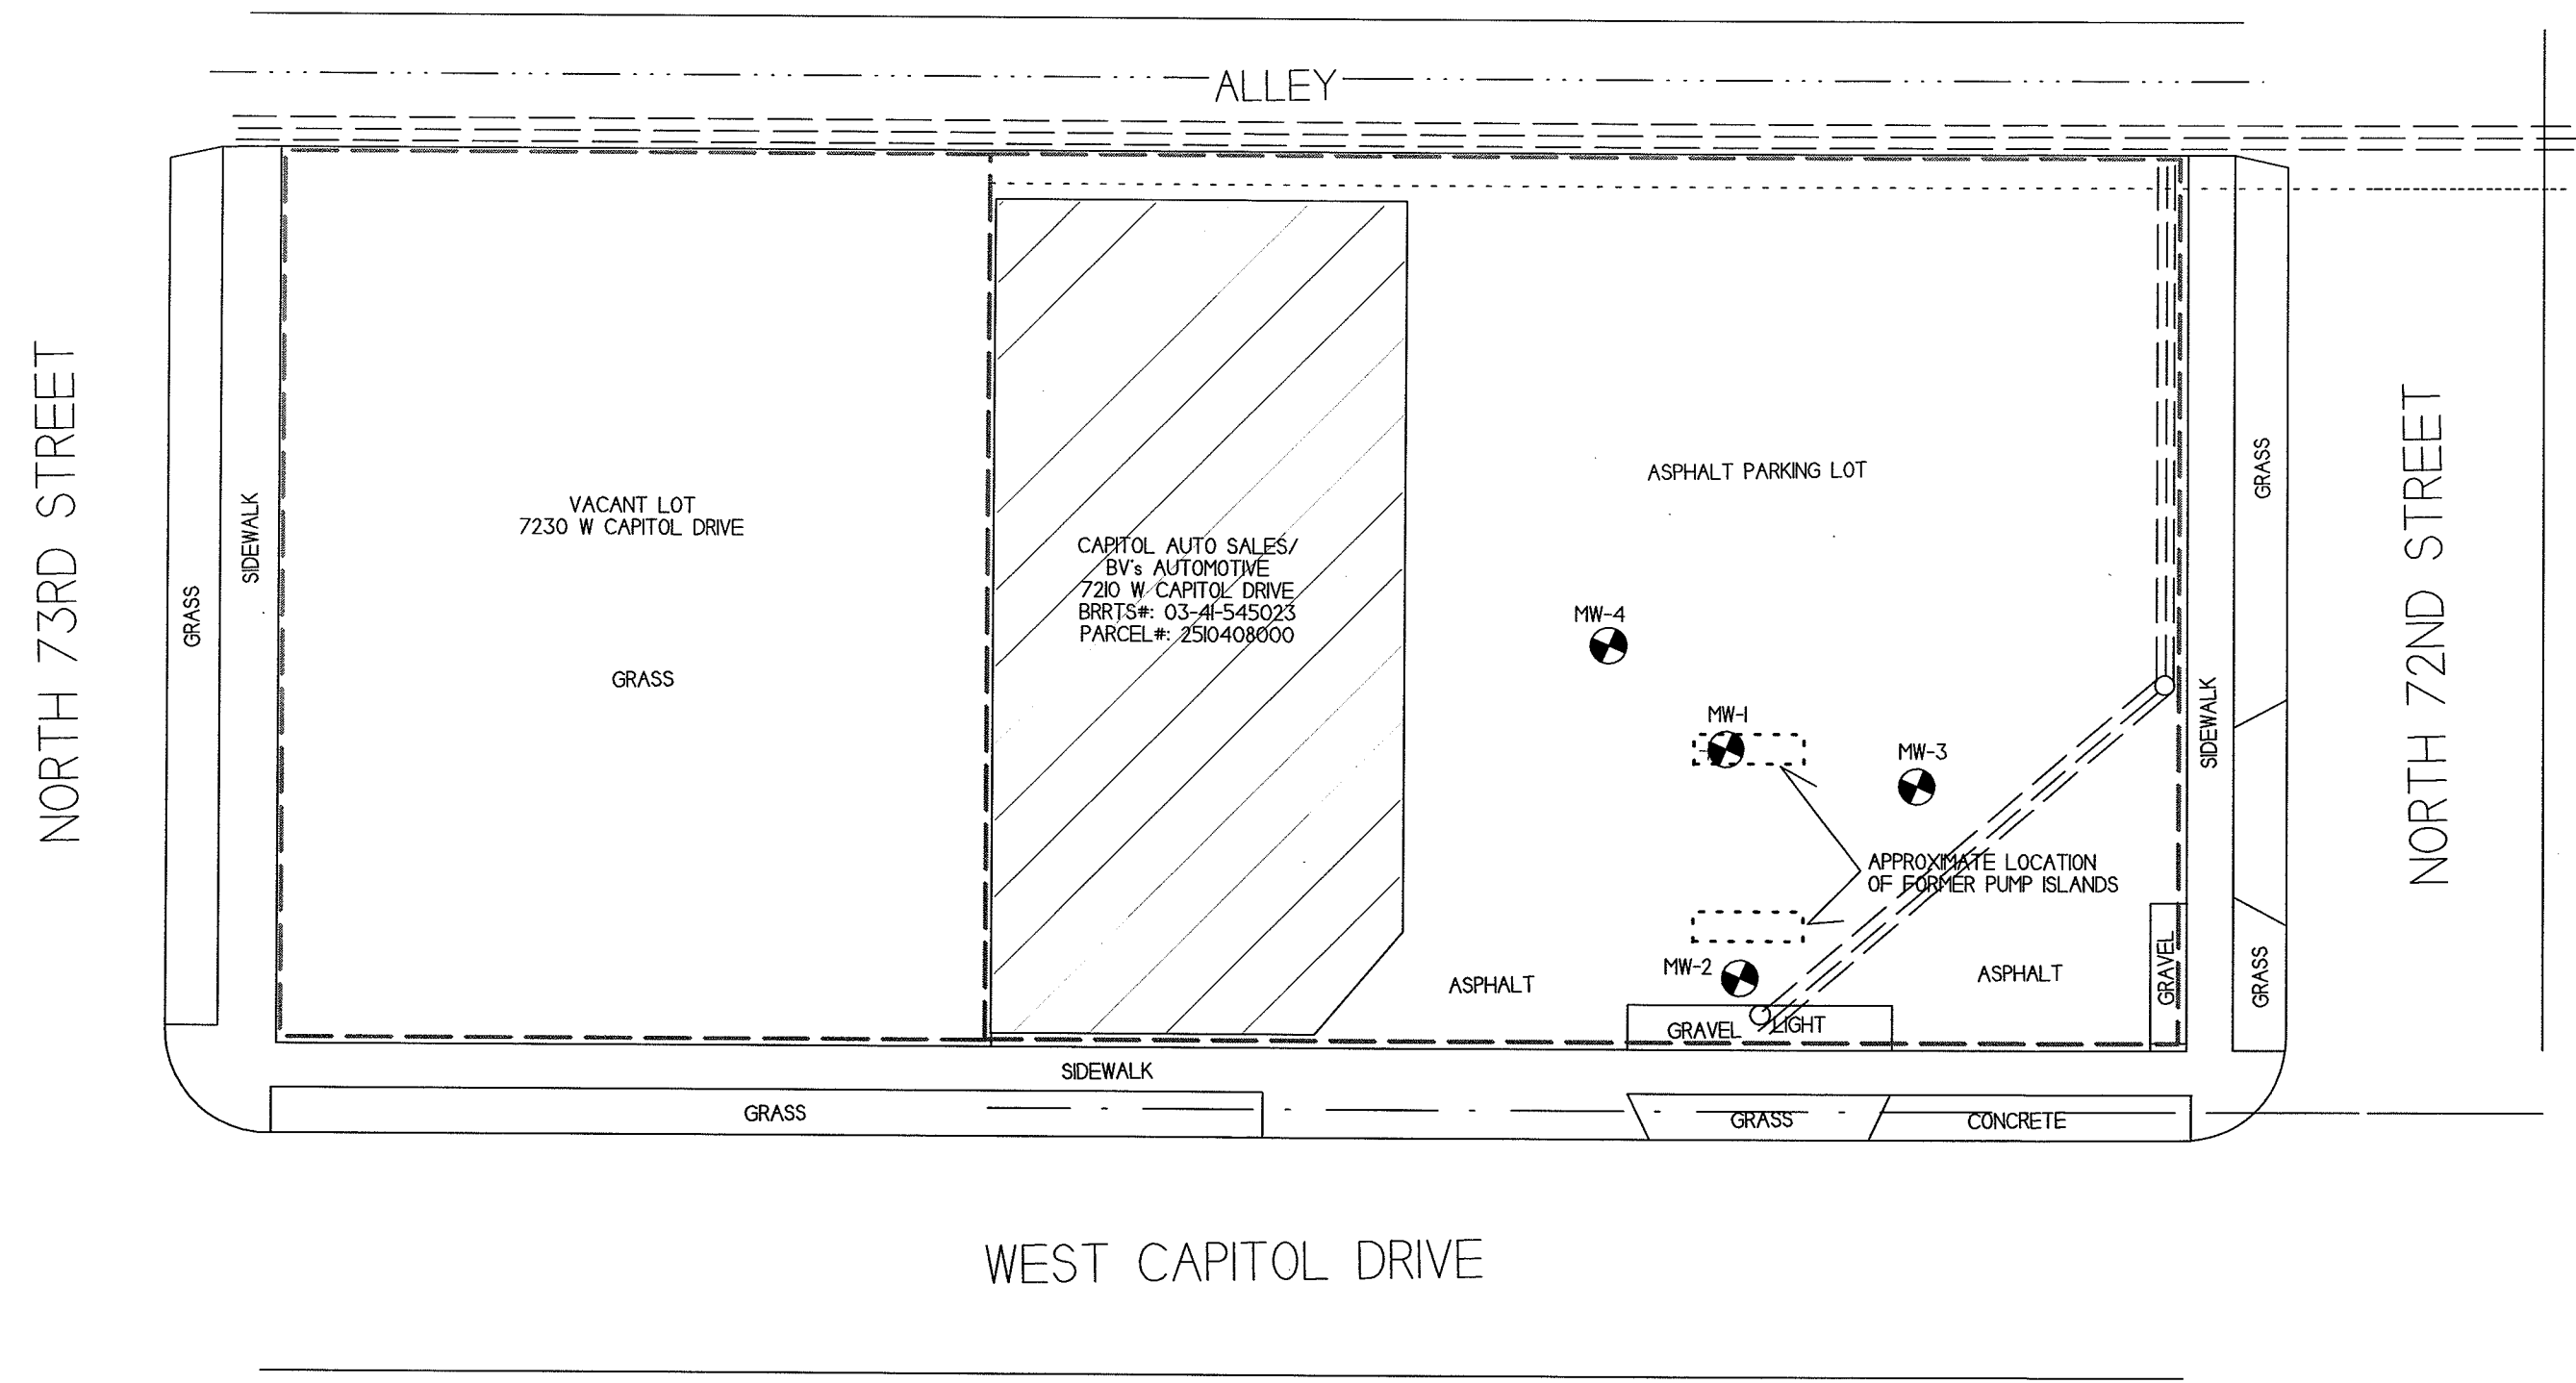 ALLEY
NORTH 73RD STREET
GRASS
SIDEWALK
VACANT LOT
7230 W CAPITOL DRIVE
GRASS
CAPITOL AUTO SALES/
BV's AUTOMOTIVE
7210 W CAPITOL DRIVE
BRRTS#: 03-41-545023
PARCEL#: 2510408000
ASPHALT PARKING LOT
MW-4
MW-1
MW-3
APPROXIMATE LOCATION
OF FORMER PUMP ISLANDS
MW-2
ASPHALT
ASPHALT
GRAVEL
LIGHT
GRAVEL
SIDEWALK
GRASS
GRASS
NORTH 72ND STREET
SIDEWALK
GRASS
GRASS
CONCRETE
WEST CAPITOL DRIVE